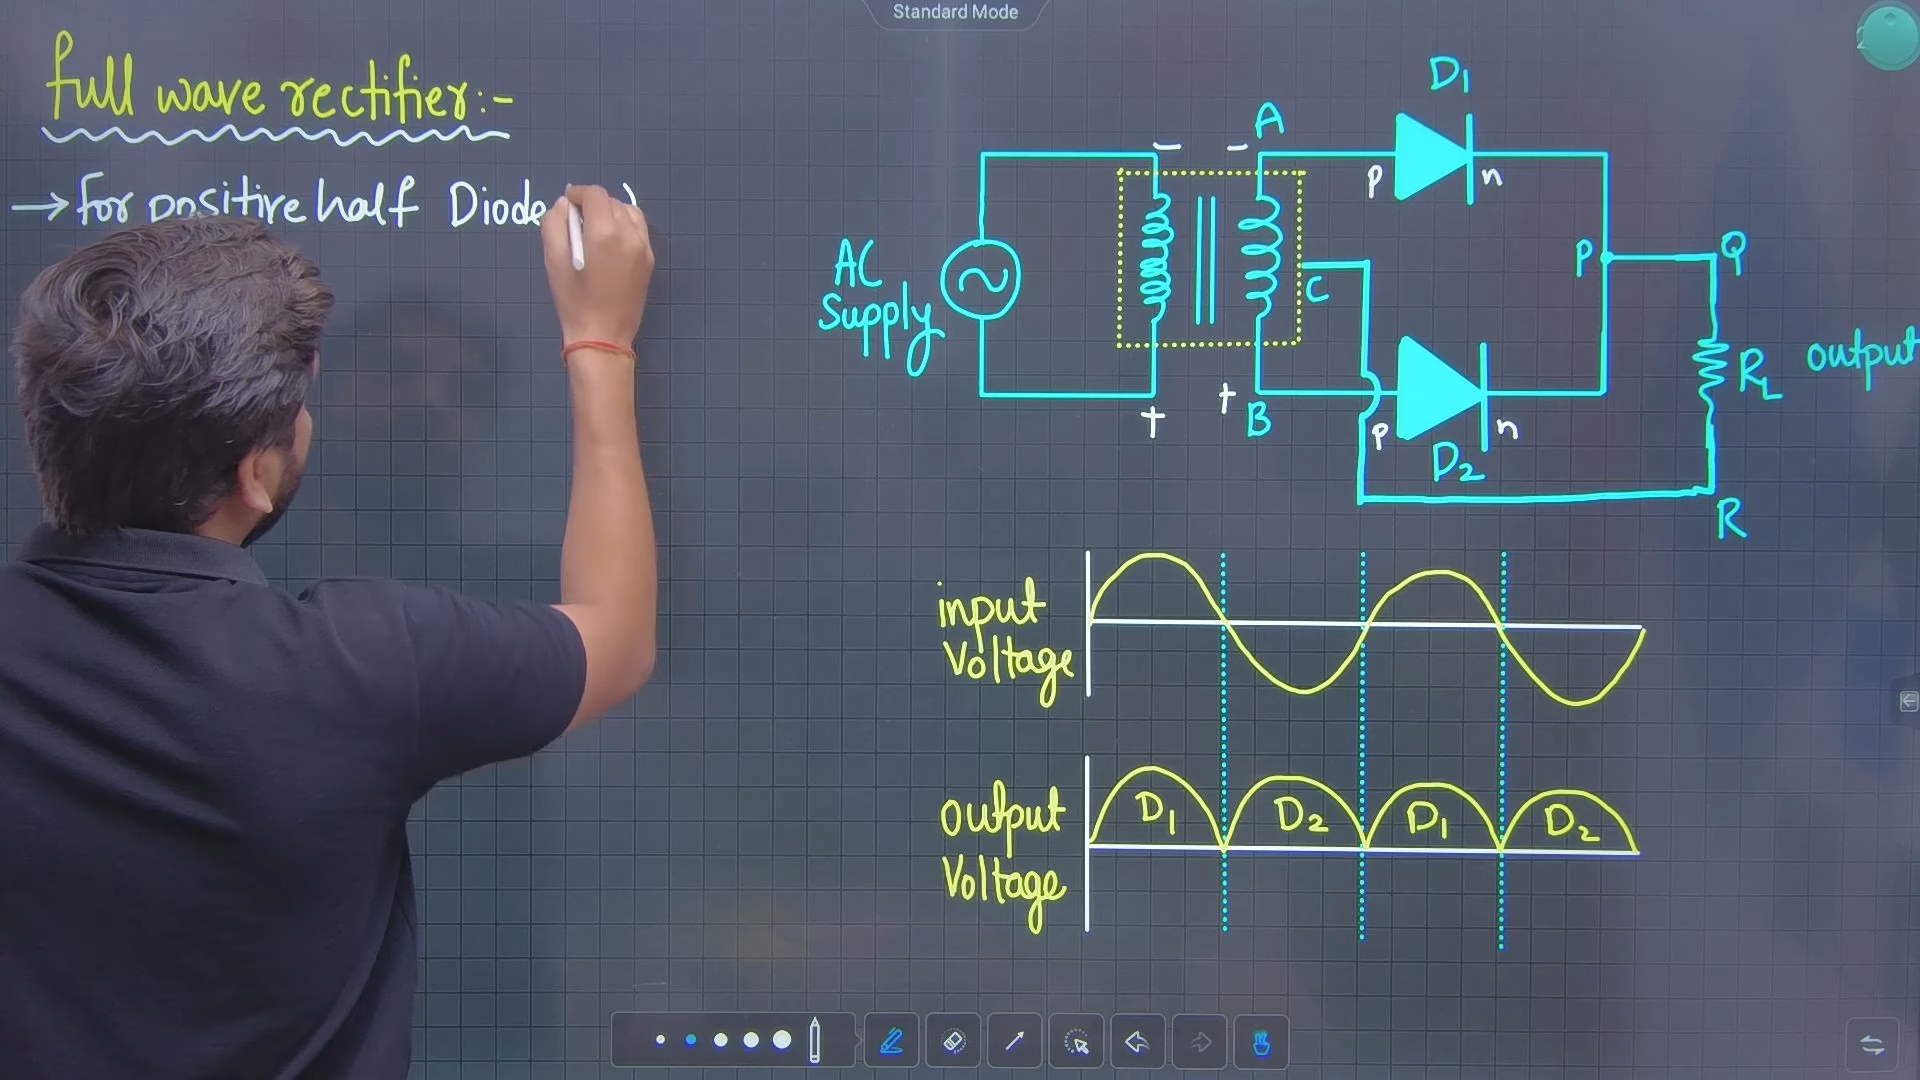 Standard Mode
full wave rectifier:-
→ for positive half Diode
D1
A
- -
p n
P Q
AC
Supply
C
RL output
+ + B
p n
D2
R
input
Voltage
output
Voltage
D1 D2 D1 D2